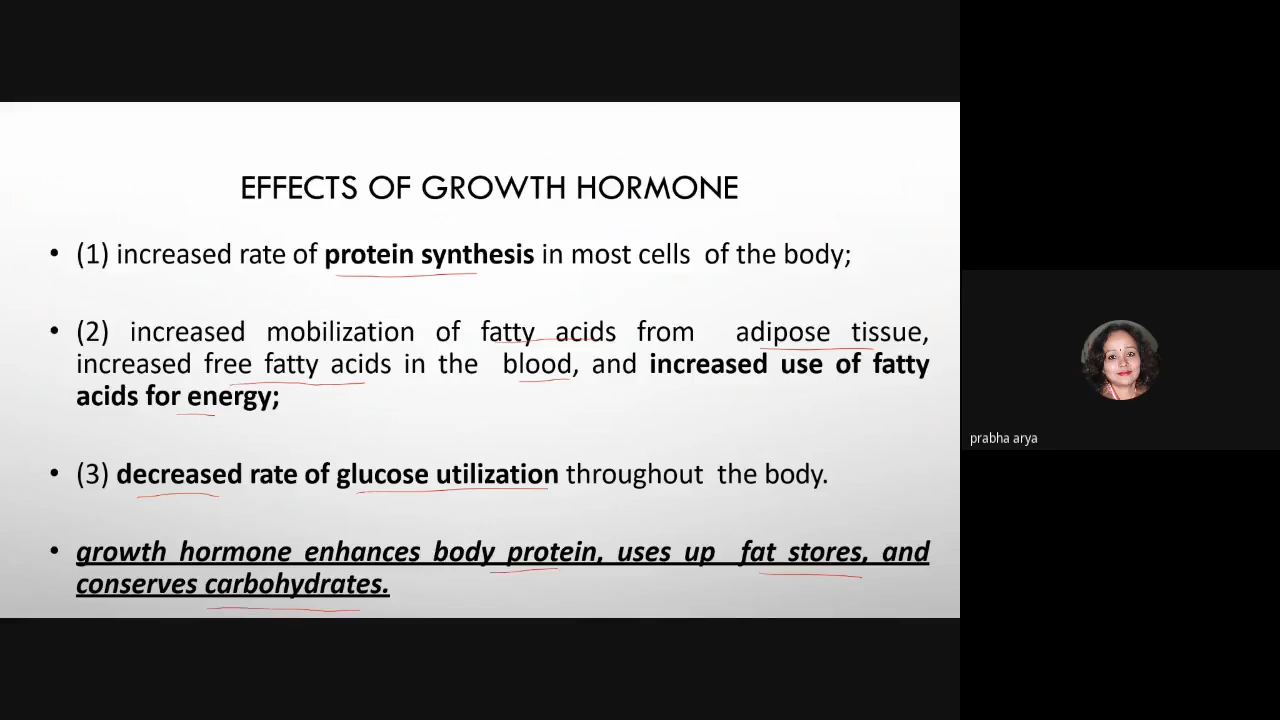 EFFECTS OF GROWTH HORMONE
• (1) increased rate of protein synthesis in most cells of the body;
• (2) increased mobilization of fatty acids from adipose tissue,
increased free fatty acids in the blood, and increased use of fatty
acids for energy;
• (3) decreased rate of glucose utilization throughout the body.
• growth hormone enhances body protein, uses up fat stores, and
conserves carbohydrates.
prabha arya